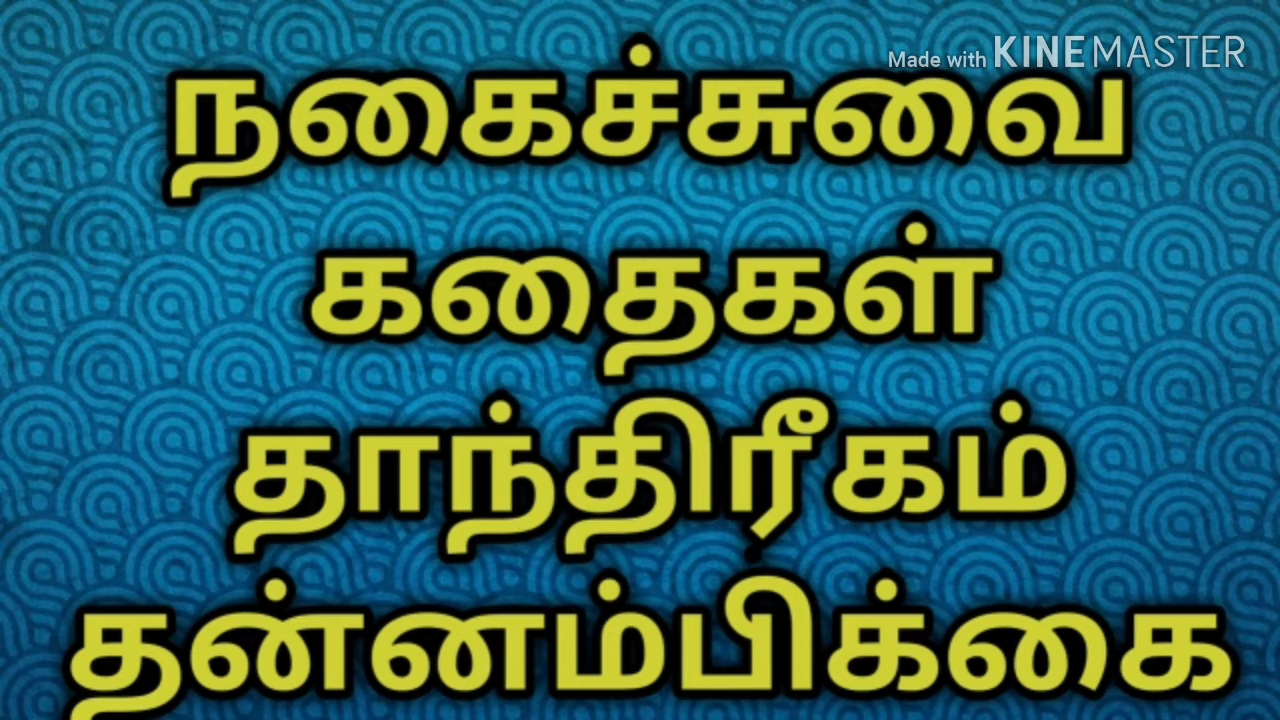 Made with KINEMASTER
நகைச்சுவை
கதைகள்
தாந்திரீகம்
தன்னம்பிக்கை